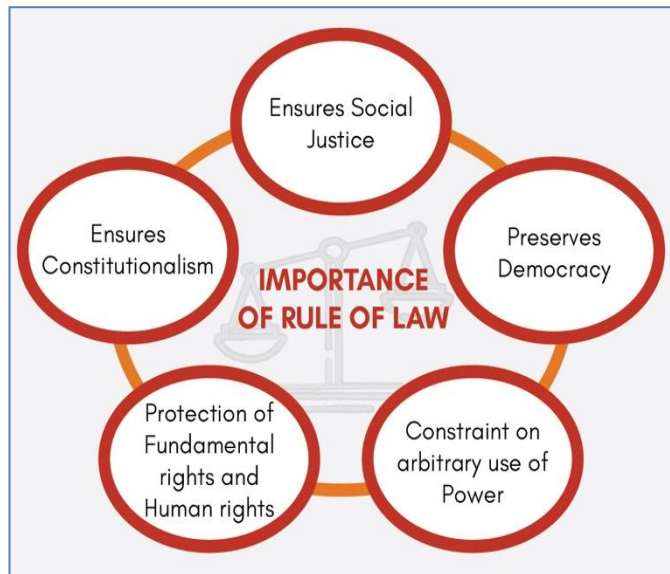 Ensures Social
Justice
Preserves
Democracy
Constraint on
arbitrary use of
Power
Protection of
Fundamental
rights and
Human rights
Ensures
Constitutionalism
IMPORTANCE
OF RULE OF LAW